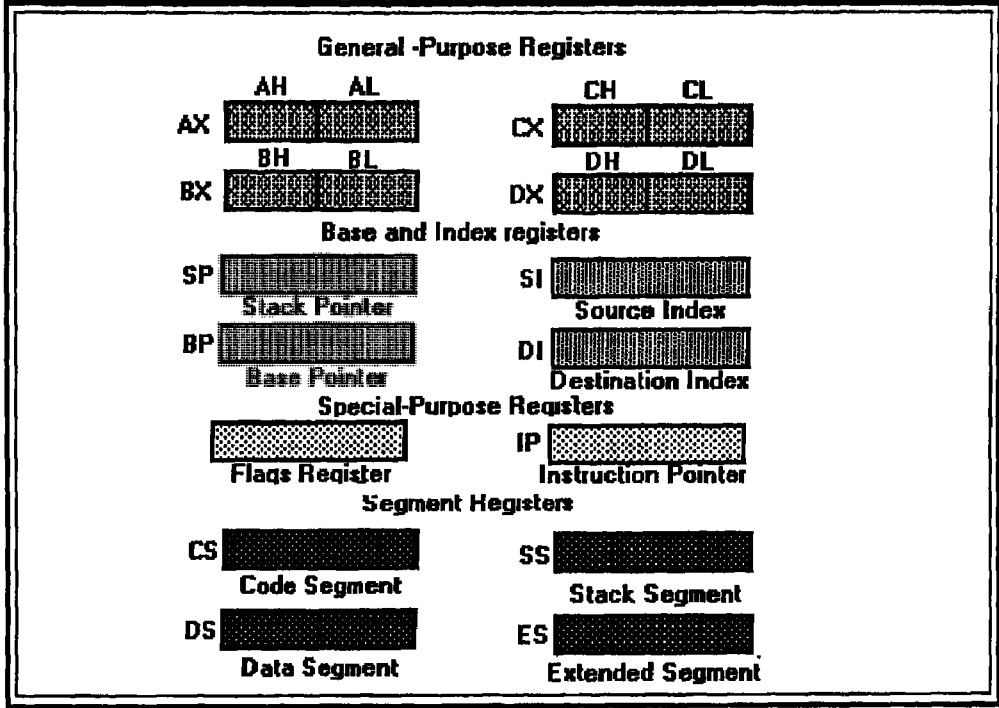 General -Purpose Registers
AH AL CH CL
AX CX
BH BL DH DL
BX DX
Base and Index registers
SP SI
Stack Pointer Source Index
BP DI
Base Pointer Destination Index
Special-Purpose Registers
IP
Flags Register Instruction Pointer
Segment Registers
CS SS
Code Segment Stack Segment
DS ES
Data Segment Extended Segment